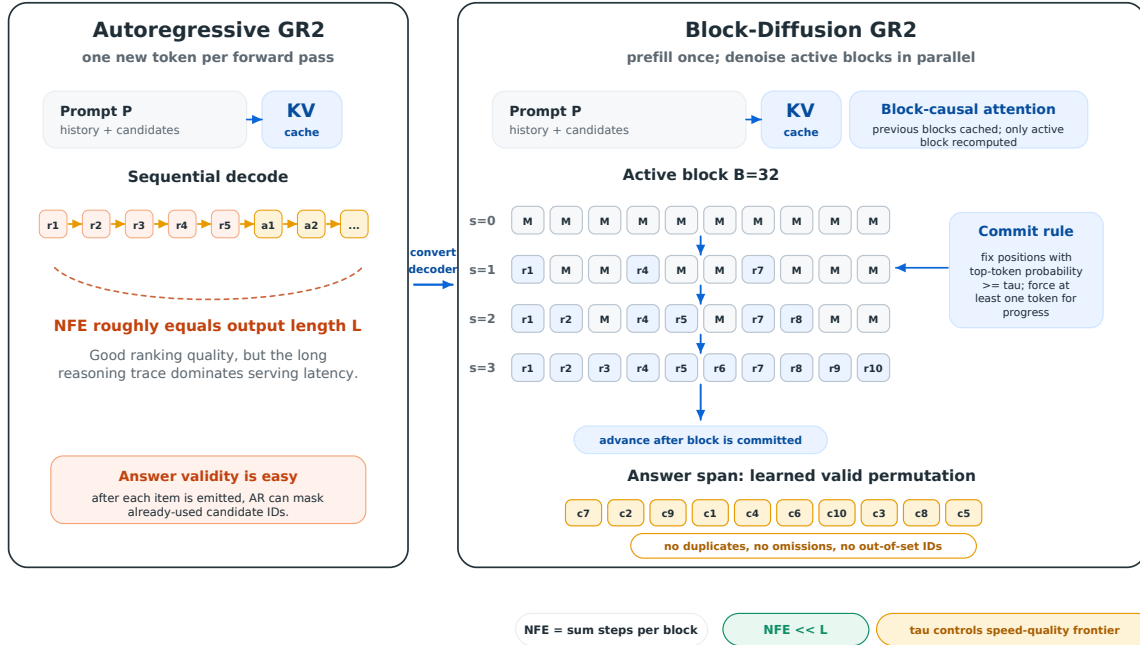 Autoregressive GR2
one new token per forward pass
Prompt P
history + candidates
KV
cache
Sequential decode
r1 r2 r3 r4 r5 a1 a2 ...
NFE roughly equals output length L
Good ranking quality, but the long
reasoning trace dominates serving latency.
Answer validity is easy
after each item is emitted, AR can mask
already-used candidate IDs.
convert
decoder
Block-Diffusion GR2
prefill once; denoise active blocks in parallel
Prompt P
history + candidates
KV
cache
Block-causal attention
previous blocks cached; only active
block recomputed
Active block B=32
s=0 M M M M M M M M M M
s=1 r1 M M r4 M M r7 M M M
s=2 r1 r2 M r4 r5 M r7 r8 M M
s=3 r1 r2 r3 r4 r5 r6 r7 r8 r9 r10
Commit rule
fix positions with
top-token probability
>= tau; force at
least one token for
progress
advance after block is committed
Answer span: learned valid permutation
c7 c2 c9 c1 c4 c6 c10 c3 c8 c5
no duplicates, no omissions, no out-of-set IDs
NFE = sum steps per block
NFE << L
tau controls speed-quality frontier